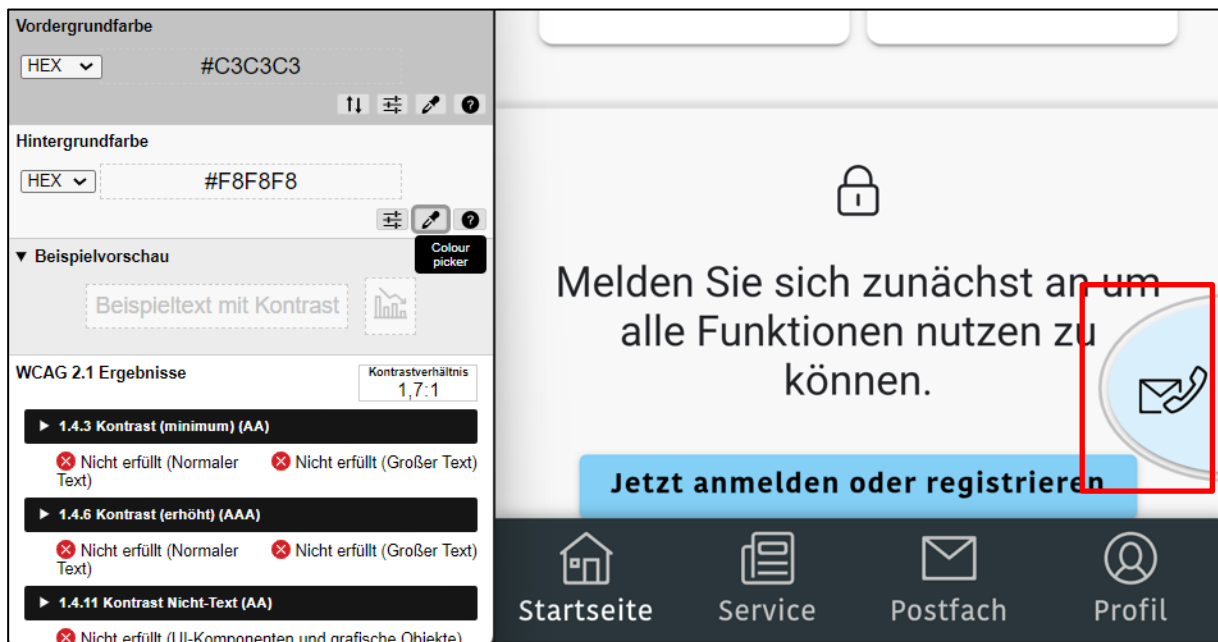 Vordergrundfarbe
HEX
#C3C3C3
Hintergrundfarbe
HEX
#F8F8F8
Colour
picker
▼ Beispielvorschau
Beispieltext mit Kontrast
WCAG 2.1 Ergebnisse
Kontrastverhältnis
1,7:1
▶ 1.4.3 Kontrast (minimum) (AA)
Nicht erfüllt (Normaler
Text)
Nicht erfüllt (Großer Text)
▶ 1.4.6 Kontrast (erhöht) (AAA)
Nicht erfüllt (Normaler
Text)
Nicht erfüllt (Großer Text)
▶ 1.4.11 Kontrast Nicht-Text (AA)
Nicht erfüllt (UI-Komponenten und grafische Objekte)
Melden Sie sich zunächst an um
alle Funktionen nutzen zu
können.
Jetzt anmelden oder registrieren
Startseite
Service
Postfach
Profil